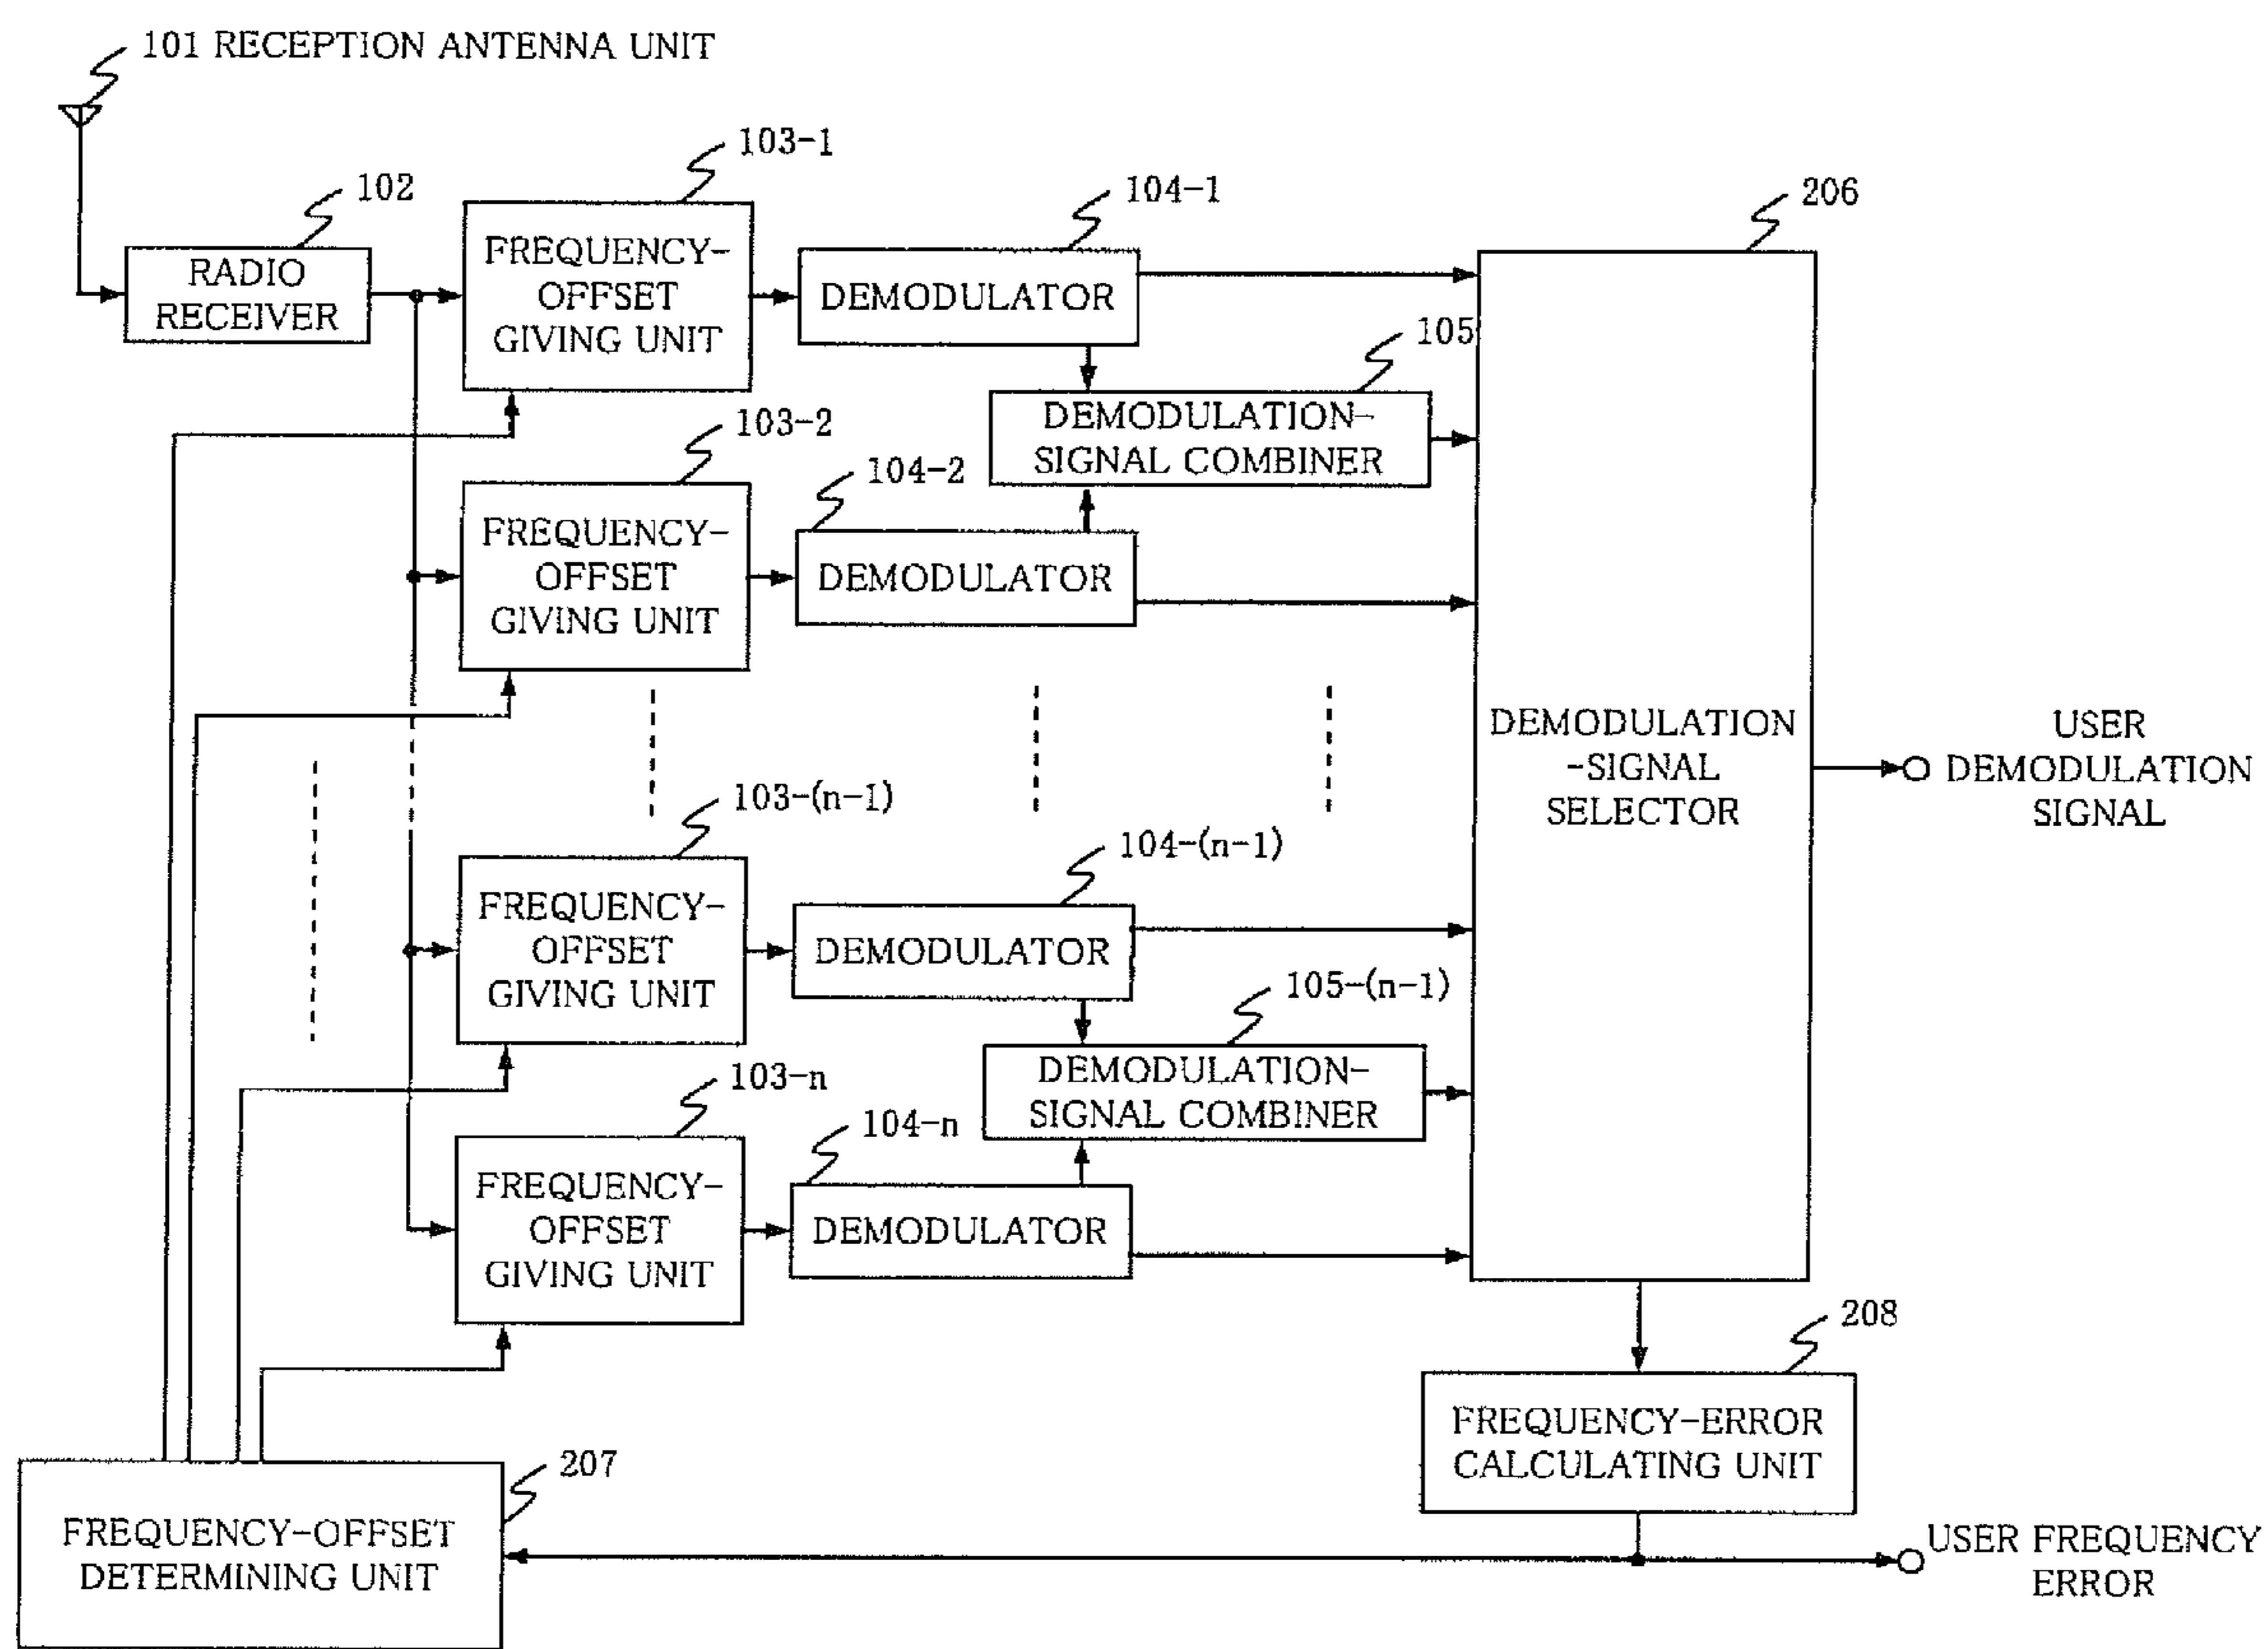 101 RECEPTION ANTENNA UNIT
103-1
102
104-1
206
FREQUENCY-
OFFSET
GIVING UNIT
RADIO
RECEIVER
DEMODULATOR
105
DEMODULATION-
SIGNAL COMBINER
103-2
104-2
FREQUENCY-
OFFSET
GIVING UNIT
DEMODULATOR
DEMODULATION
-SIGNAL
SELECTOR
USER
DEMODULATION
SIGNAL
103-(n-1)
104-(n-1)
FREQUENCY-
OFFSET
GIVING UNIT
DEMODULATOR
105-(n-1)
DEMODULATION-
SIGNAL COMBINER
103-n
104-n
FREQUENCY-
OFFSET
GIVING UNIT
DEMODULATOR
208
FREQUENCY-ERROR
CALCULATING UNIT
207
FREQUENCY-OFFSET
DETERMINING UNIT
USER FREQUENCY
ERROR